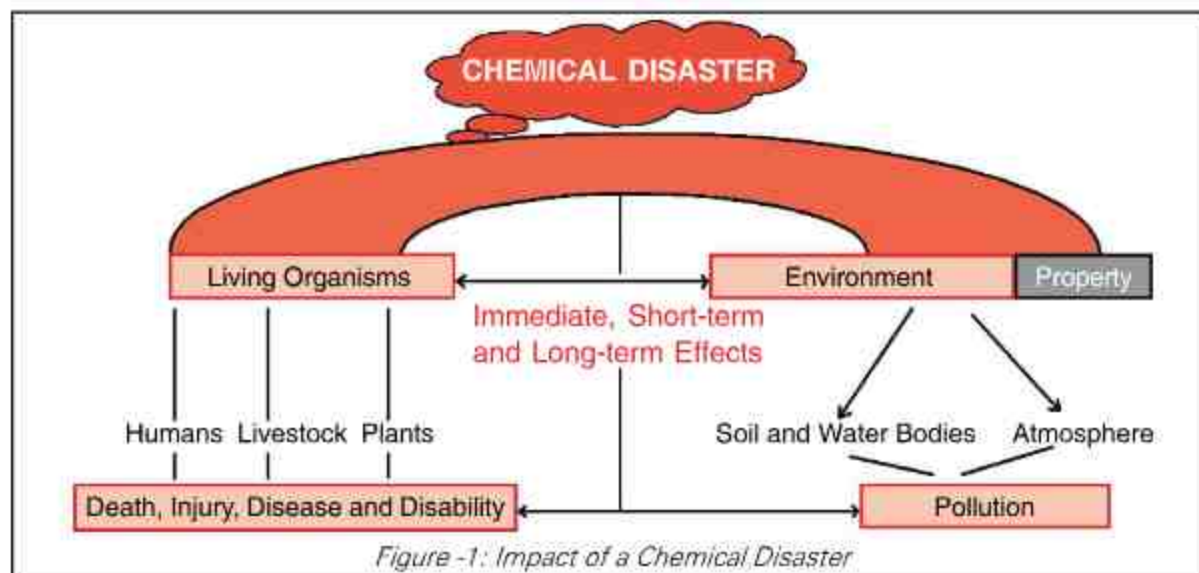 CHEMICAL DISASTER
Living Organisms
Environment
Property
Immediate, Short-term
and Long-term Effects
Humans Livestock Plants
Soil and Water Bodies
Atmosphere
Death, Injury, Disease and Disability
Pollution
Figure -1: Impact of a Chemical Disaster